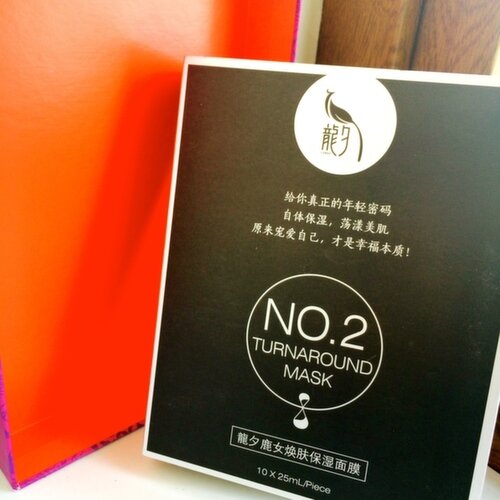 龍夕
给你真正的年轻密码
自体保湿，荡漾美肌
原来宠爱自己，才是幸福本质！
NO.2
TURNAROUND
MASK
龍夕鹿女焕肤保湿面膜
10 X 25mL/Piece